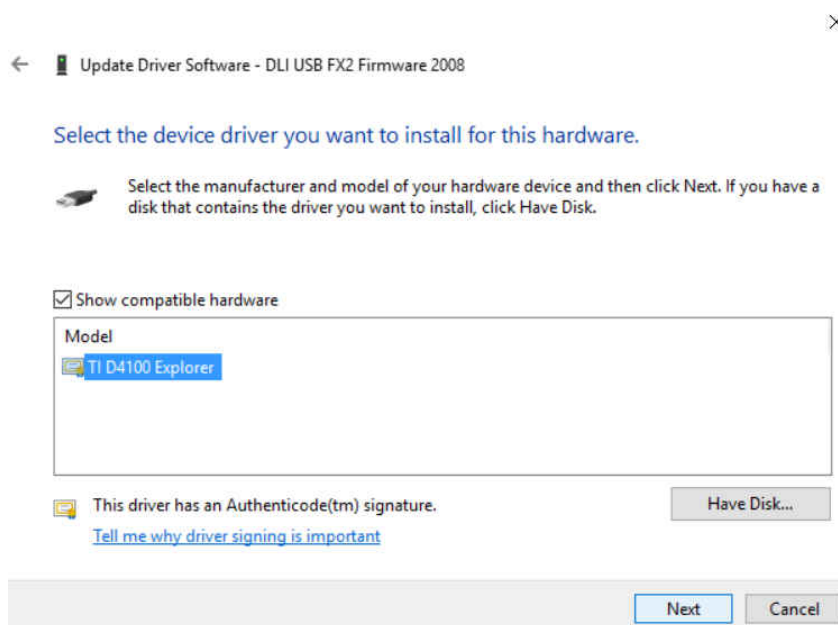 Update Driver Software - DLI USB FX2 Firmware 2008
Select the device driver you want to install for this hardware.
Select the manufacturer and model of your hardware device and then click Next. If you have a
disk that contains the driver you want to install, click Have Disk.
Show compatible hardware
Model
TI D4100 Explorer
This driver has an Authenticode(tm) signature.
Have Disk...
Tell me why driver signing is important
Next
Cancel